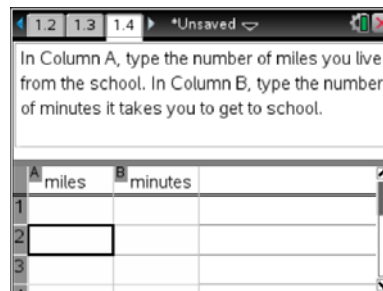 1.2 1.3 1.4 *Unsaved
In Column A, type the number of miles you live
from the school. In Column B, type the number
of minutes it takes you to get to school.
A miles B minutes
1
2
3